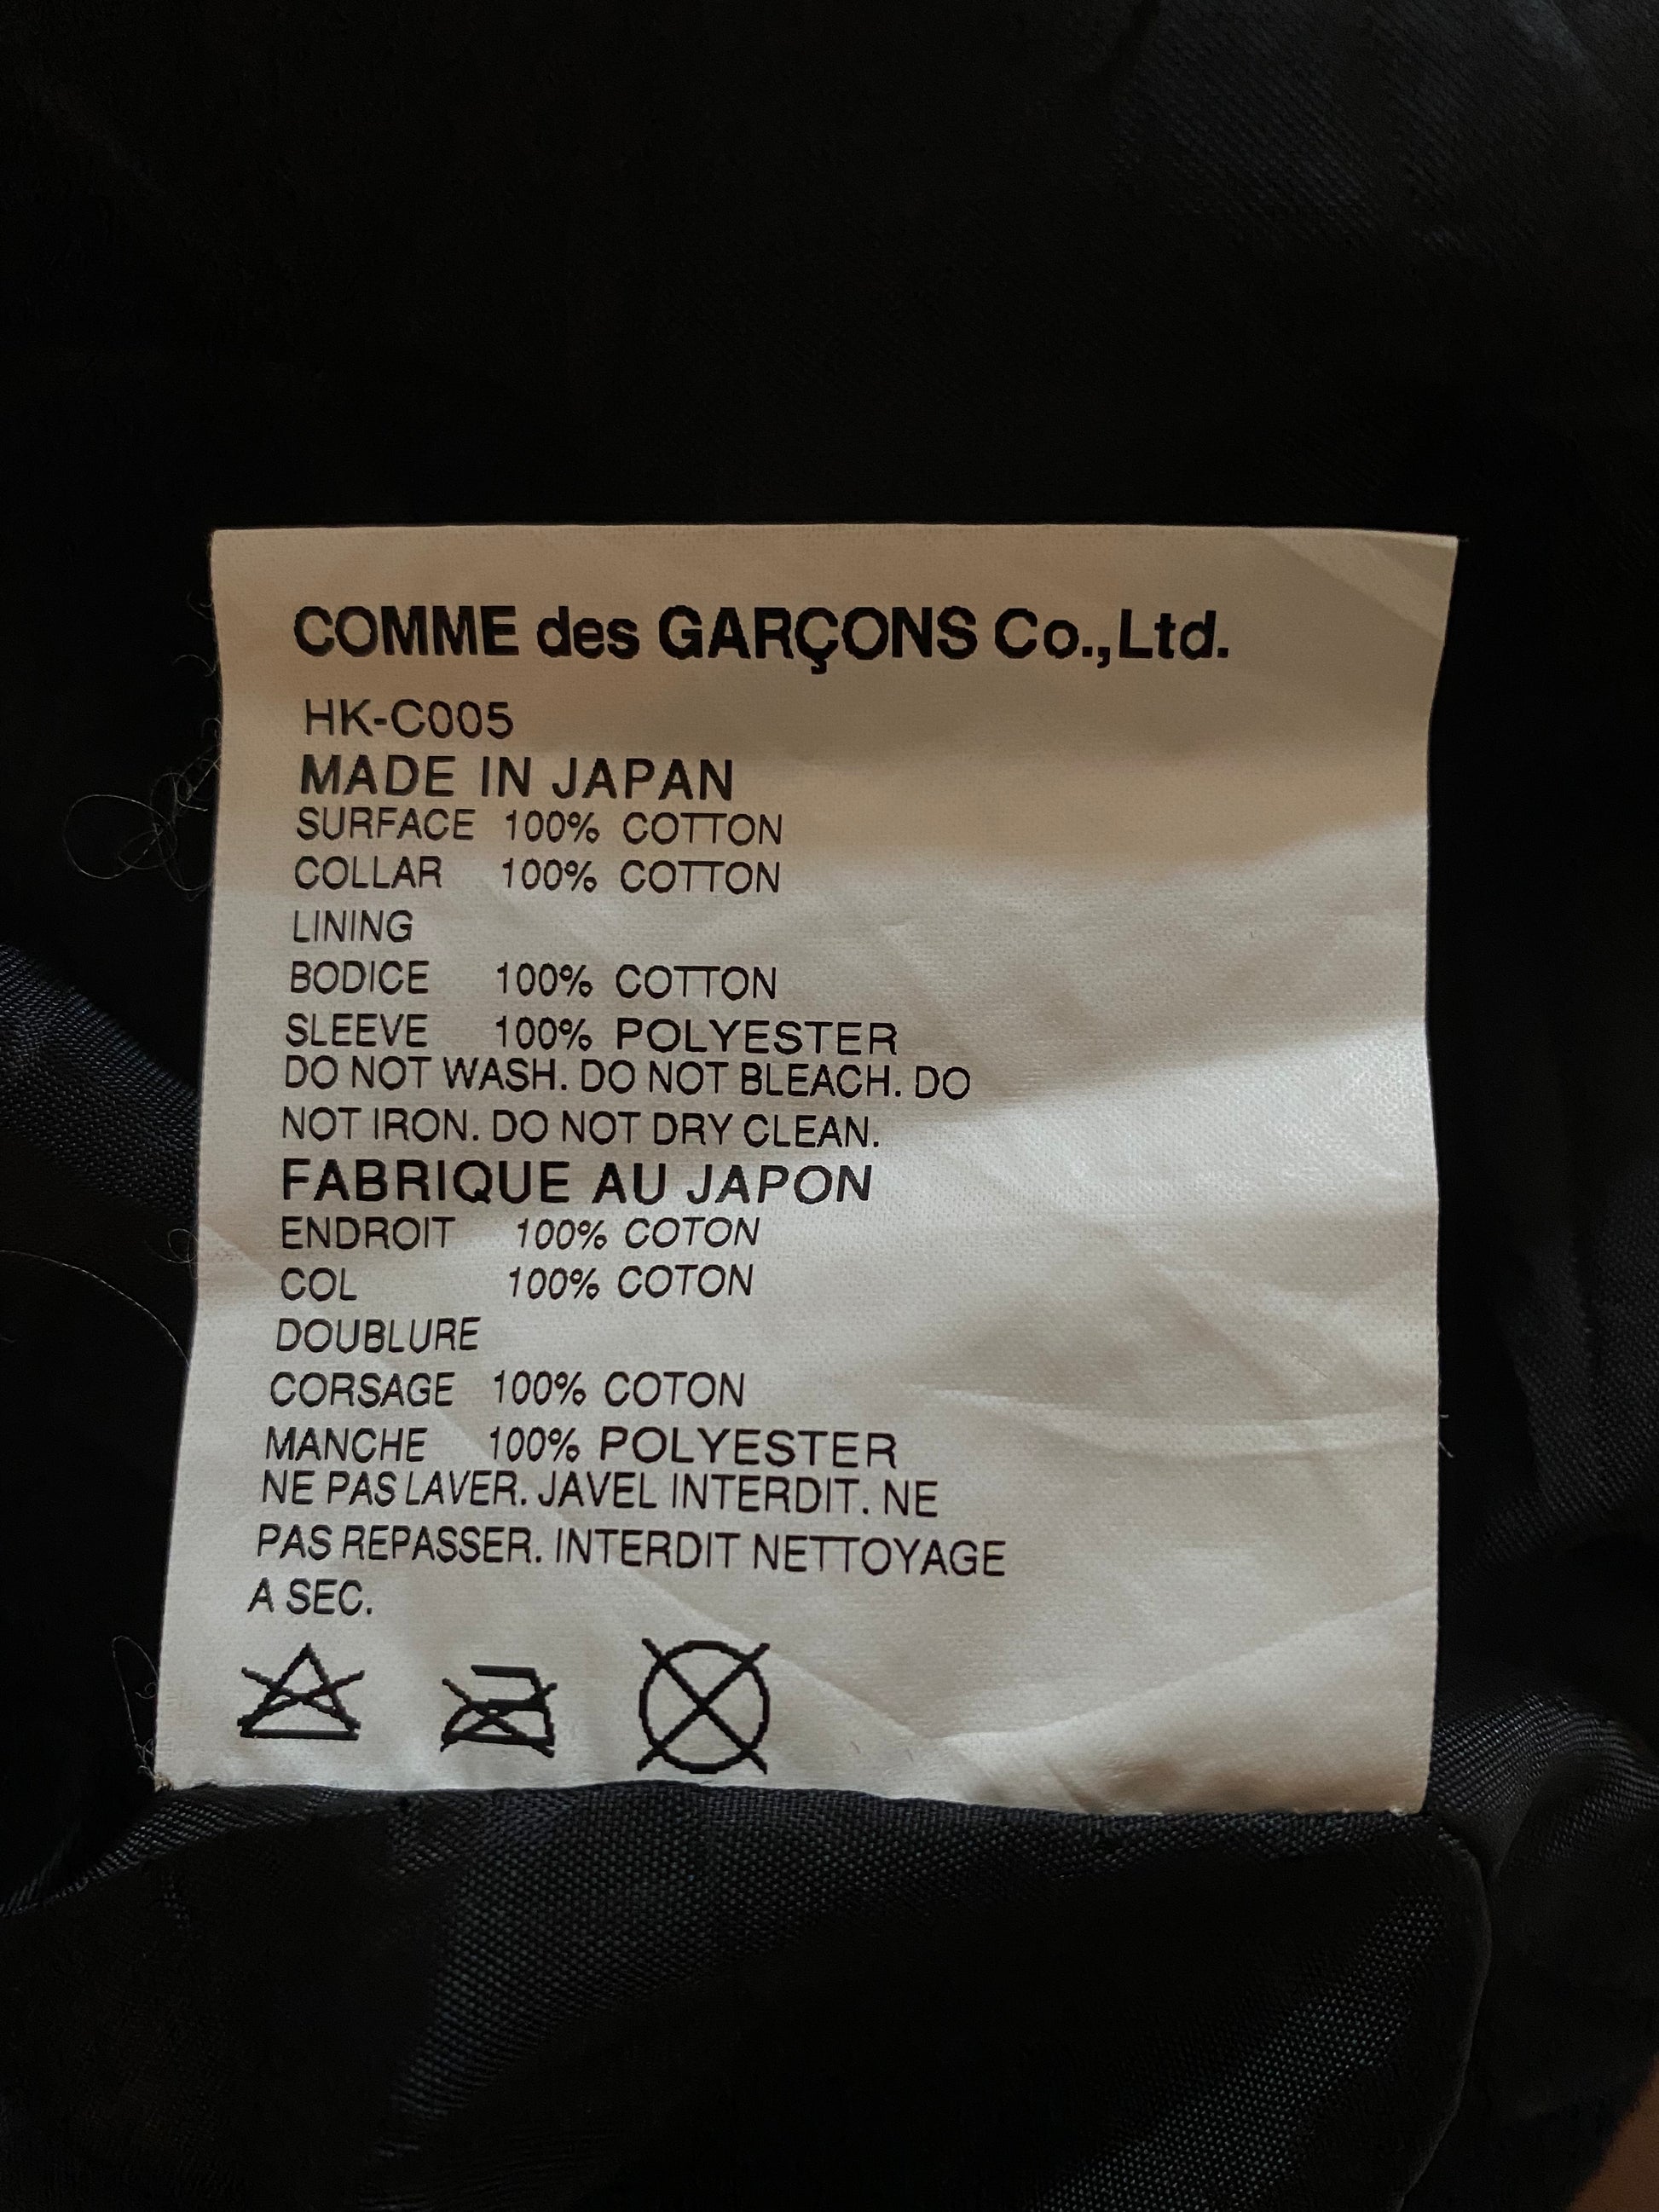 COMME des GARÇONS Co.,Ltd.
HK-C005
MADE IN JAPAN
SURFACE 100% COTTON
COLLAR 100% COTTON
LINING
BODICE 100% COTTON
SLEEVE 100% POLYESTER
DO NOT WASH. DO NOT BLEACH. DO
NOT IRON. DO NOT DRY CLEAN.
FABRIQUE AU JAPON
ENDROIT 100% COTON
COL 100% COTON
DOUBLURE
CORSAGE 100% COTON
MANCHE 100% POLYESTER
NE PAS LAVER. JAVEL INTERDIT. NE
PAS REPASSER. INTERDIT NETTOYAGE
A SEC.